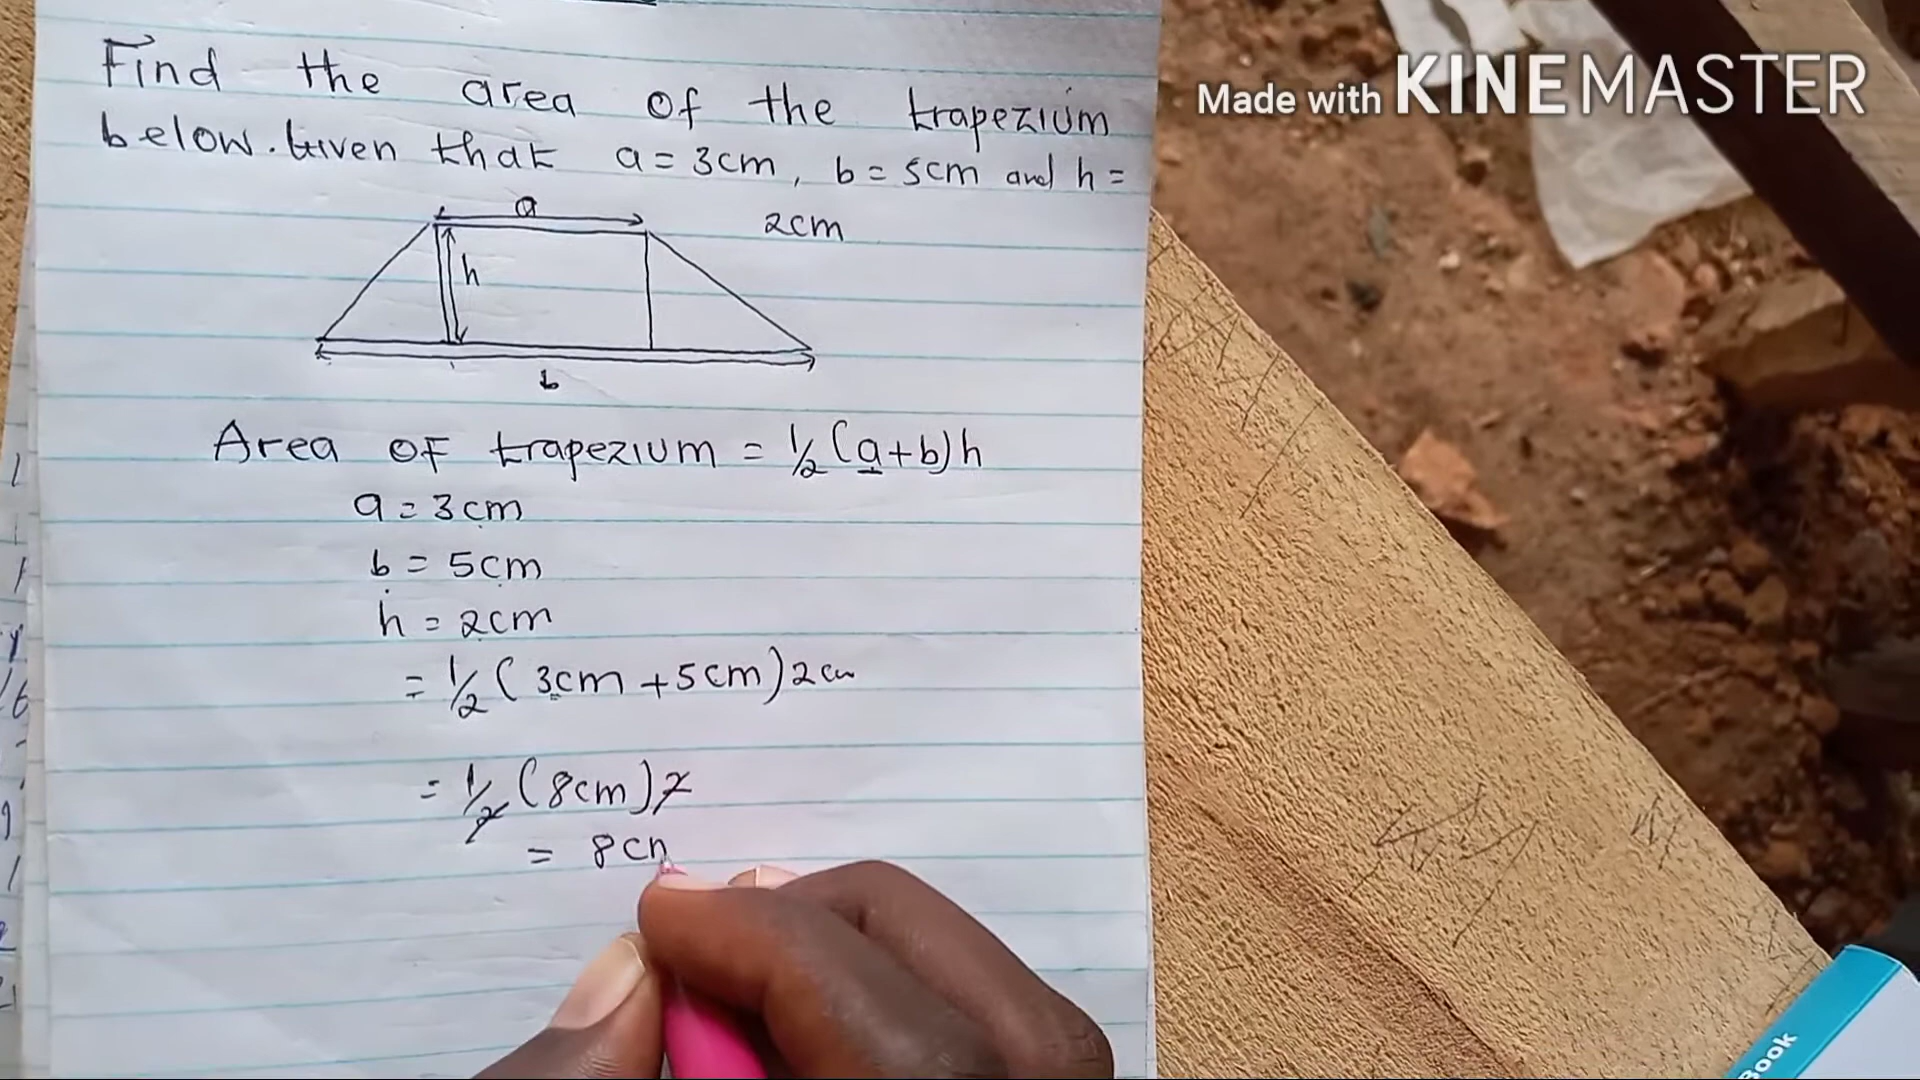 Find the area of the trapezium
below. Given that a = 3cm, b = 5cm and h =
2cm
a
h
b
Area of trapezium = 1/2 (a+b)h
a = 3cm
b = 5cm
h = 2cm
= 1/2 (3cm + 5cm) 2cm
= 1/2 (8cm) 2
= 8cm
Made with KINEMASTER
Book